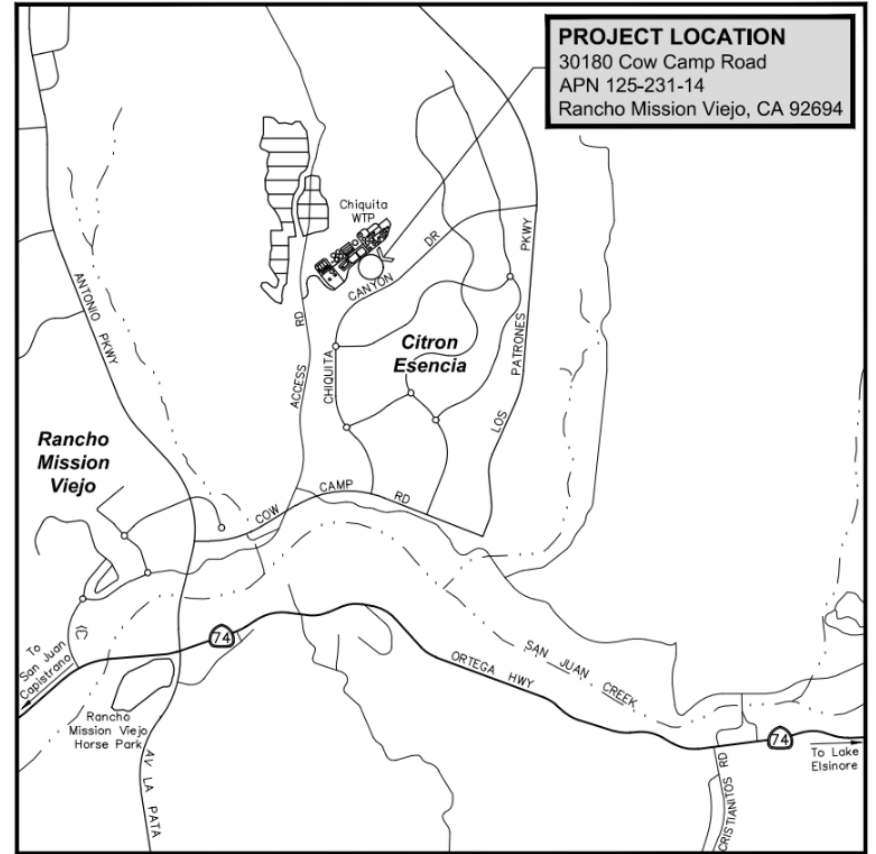 PROJECT LOCATION
30180 Cow Camp Road
APN 125-231-14
Rancho Mission Viejo, CA 92694
Chiquita
WTP
CANYON DR
PKWY
ANTONIO PKWY
RD
ACCESS
CHIQUITA
Citron
Esencia
PATRONES
LOS
Rancho
Mission
Viejo
COW CAMP RD
74
To
San Juan
Capistrano
ORTEGA HWY
SAN JUAN CREEK
Rancho
Mission Viejo
Horse Park
AV LA PATA
74
To Lake
Elsinore
CRISTIANITOS RD